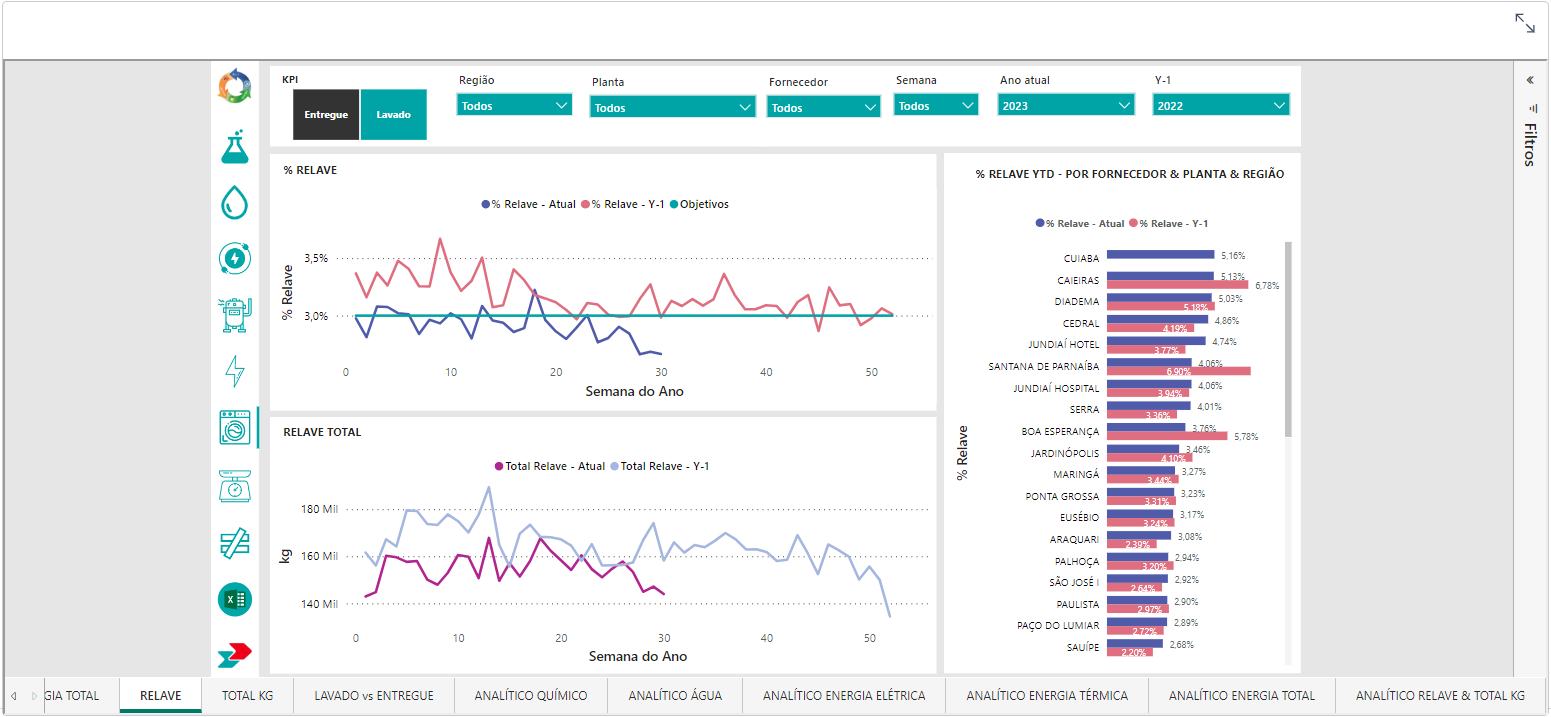 KPI
Entregue
Lavado
Região
Todos
Planta
Todos
Fornecedor
Todos
Semana
Todos
Ano atual
2023
Y-1
2022
Filtros
% RELAVE
% Relave - Atual % Relave - Y-1 Objetivos
% Relave
3,5%
3,0%
0 10 20 30 40 50
Semana do Ano
RELAVE TOTAL
Total Relave - Atual Total Relave - Y-1
kg
180 Mil
160 Mil
140 Mil
0 10 20 30 40 50
Semana do Ano
% RELAVE YTD - POR FORNECEDOR & PLANTA & REGIÃO
% Relave - Atual % Relave - Y-1
% Relave
CUIABA 5,16%
CAIEIRAS 5,13% 6,78%
DIADEMA 5,03% 5,18%
CEDRAL 4,86% 4,19%
JUNDIAÍ HOTEL 4,74% 3,77%
SANTANA DE PARNAÍBA 4,06% 6,90%
JUNDIAÍ HOSPITAL 4,06% 3,94%
SERRA 4,01% 3,36%
BOA ESPERANÇA 3,76% 5,78%
JARDINÓPOLIS 3,46% 4,10%
MARINGÁ 3,27% 3,44%
PONTA GROSSA 3,23% 3,31%
EUSÉBIO 3,17% 3,24%
ARAQUARI 3,08% 2,39%
PALHOÇA 2,94% 3,20%
SÃO JOSÉ I 2,92% 2,64%
PAULISTA 2,90% 2,97%
PAÇO DO LUMIAR 2,89% 2,72%
SAUÍPE 2,68% 2,20%
GIA TOTAL
RELAVE
TOTAL KG
LAVADO vs ENTREGUE
ANALÍTICO QUÍMICO
ANALÍTICO ÁGUA
ANALÍTICO ENERGIA ELÉTRICA
ANALÍTICO ENERGIA TÉRMICA
ANALÍTICO ENERGIA TOTAL
ANALÍTICO RELAVE & TOTAL KG